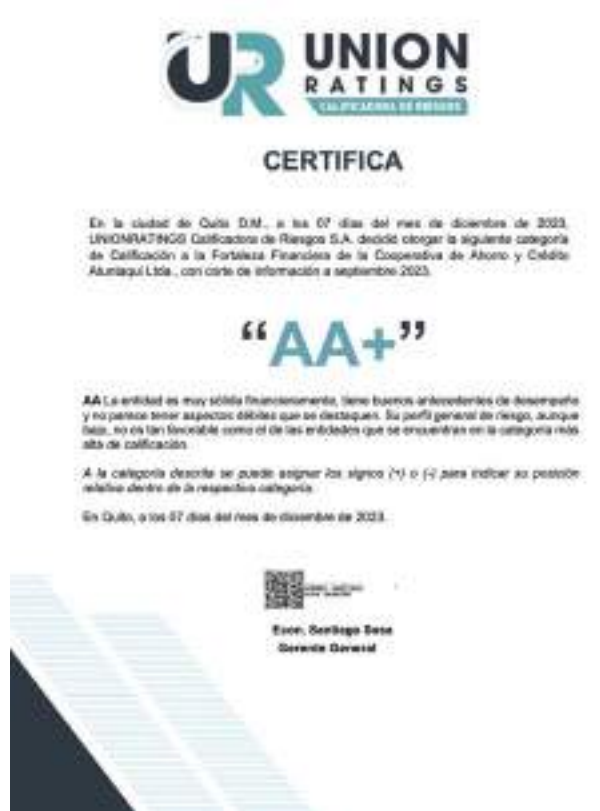 UNION
RATINGS
CALIFICADORA DE RIESGOS
CERTIFICA
En la ciudad de Quito D.M., a los 07 días del mes de diciembre de 2023,
UNIONRATINGS Calificadora de Riesgos S.A. decidió otorgar la siguiente categoría
de Calificación a la Fortaleza Financiera de la Cooperativa de Ahorro y Crédito
Atuntaqui Ltda., con corte de información a septiembre 2023.
“AA+”
AA La entidad es muy sólida financieramente, tiene buenos antecedentes de desempeño
y no parece tener aspectos débiles que se destaquen. Su perfil general de riesgo, aunque
bajo, no es tan favorable como el de las entidades que se encuentran en la categoría más
alta de calificación.
A la categoría descrita se puede asignar los signos (+) o (-) para indicar su posición
relativa dentro de la respectiva categoría.
En Quito, a los 07 días del mes de diciembre de 2023.
Econ. Santiago Sosa
Gerente General